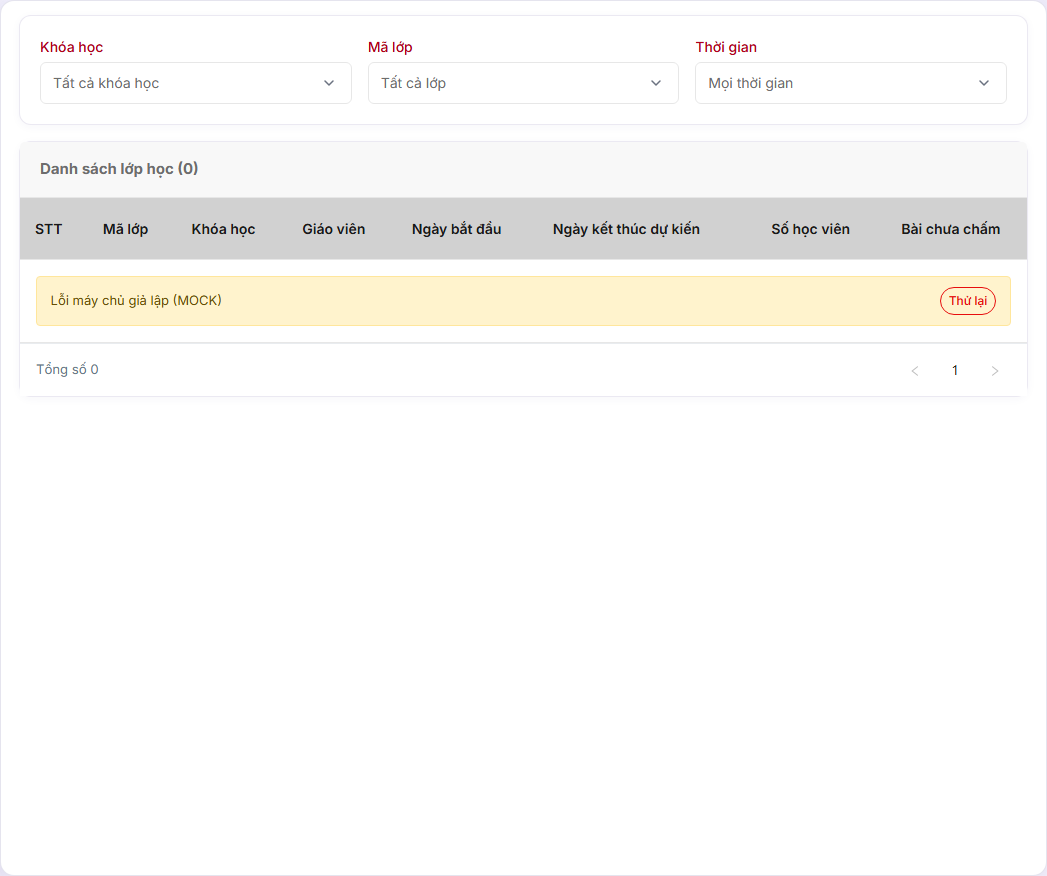 Khóa học Mã lớp Thời gian
Tất cả khóa học Tất cả lớp Mọi thời gian
Danh sách lớp học (0)
STT Mã lớp Khóa học Giáo viên Ngày bắt đầu Ngày kết thúc dự kiến Số học viên Bài chưa chấm
Lỗi máy chủ giả lập (MOCK) Thử lại
Tổng số 0 < 1 >